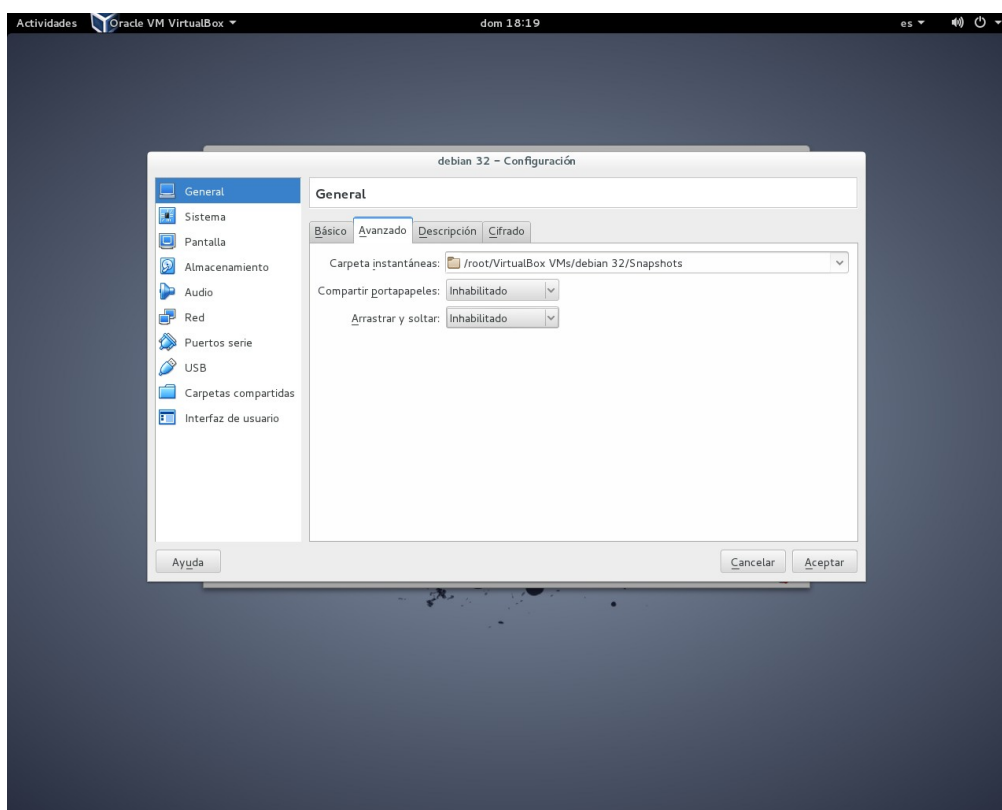 Actividades Oracle VM VirtualBox dom 18:19 es
debian 32 - Configuración
General
Sistema
Pantalla
Almacenamiento
Audio
Red
Puertos serie
USB
Carpetas compartidas
Interfaz de usuario
General
Básico Avanzado Descripción Cifrado
Carpeta instantáneas: /root/VirtualBox VMs/debian 32/Snapshots
Compartir portapapeles: Inhabilitado
Arrastrar y soltar: Inhabilitado
Ayuda Cancelar Aceptar